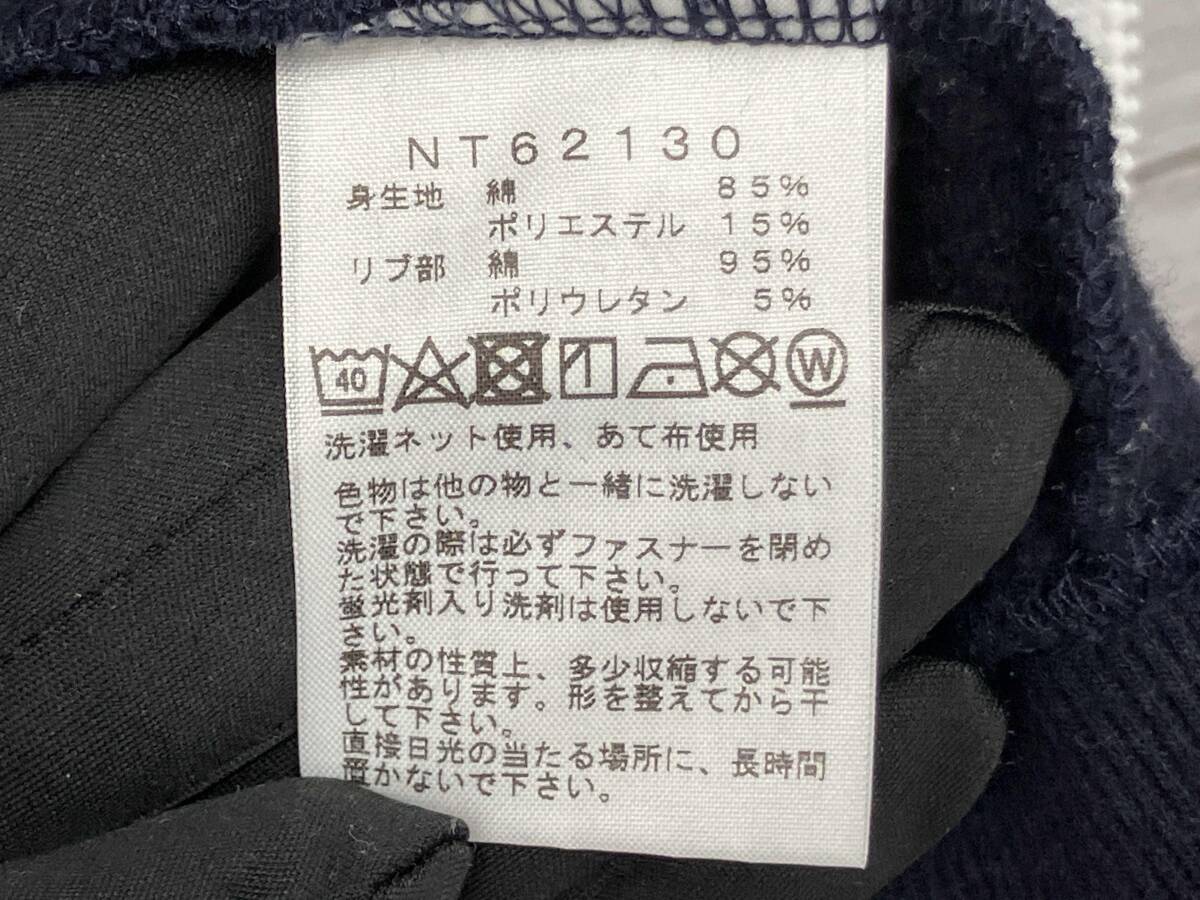 NT62130
身生地 綿 85%
ポリエステル 15%
リブ部 綿 95%
ポリウレタン 5%
40 W
洗濯ネット使用、あて布使用
色物は他の物と一緒に洗濯しない
で下さい。
洗濯の際は必ずファスナーを閉め
た状態で行って下さい。
蛍光剤入り洗剤は使用しないで下
さい。
素材の性質上、多少収縮する可能
性があります。形を整えてから干
して下さい。
直接日光の当たる場所に、長時間
置かないで下さい。